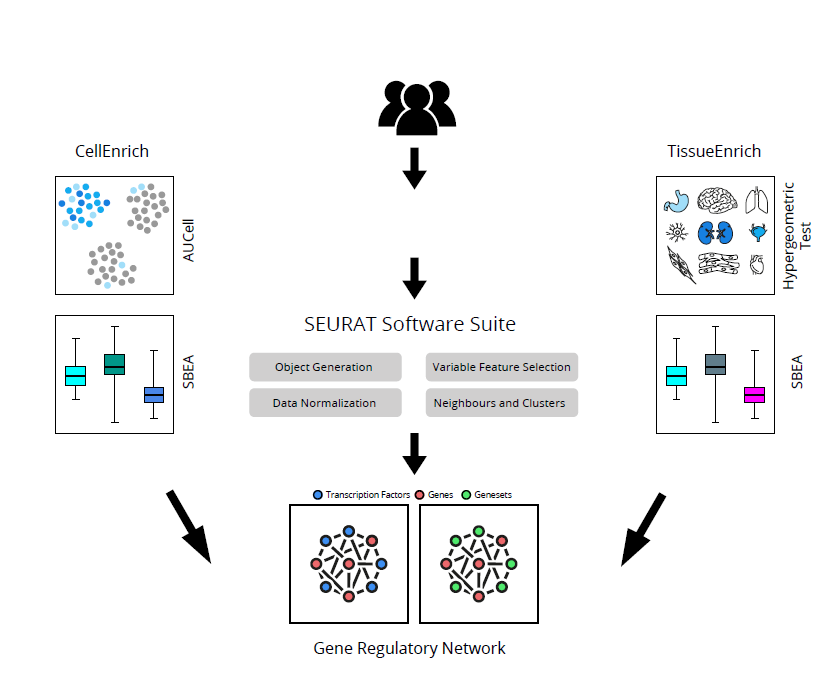 CellEnrich
TissueEnrich
AUCell
Hypergeometric
Test
SBEA
SBEA
SEURAT Software Suite
Object Generation
Variable Feature Selection
Data Normalization
Neighbours and Clusters
Transcription Factors
Genes
Genesets
Gene Regulatory Network